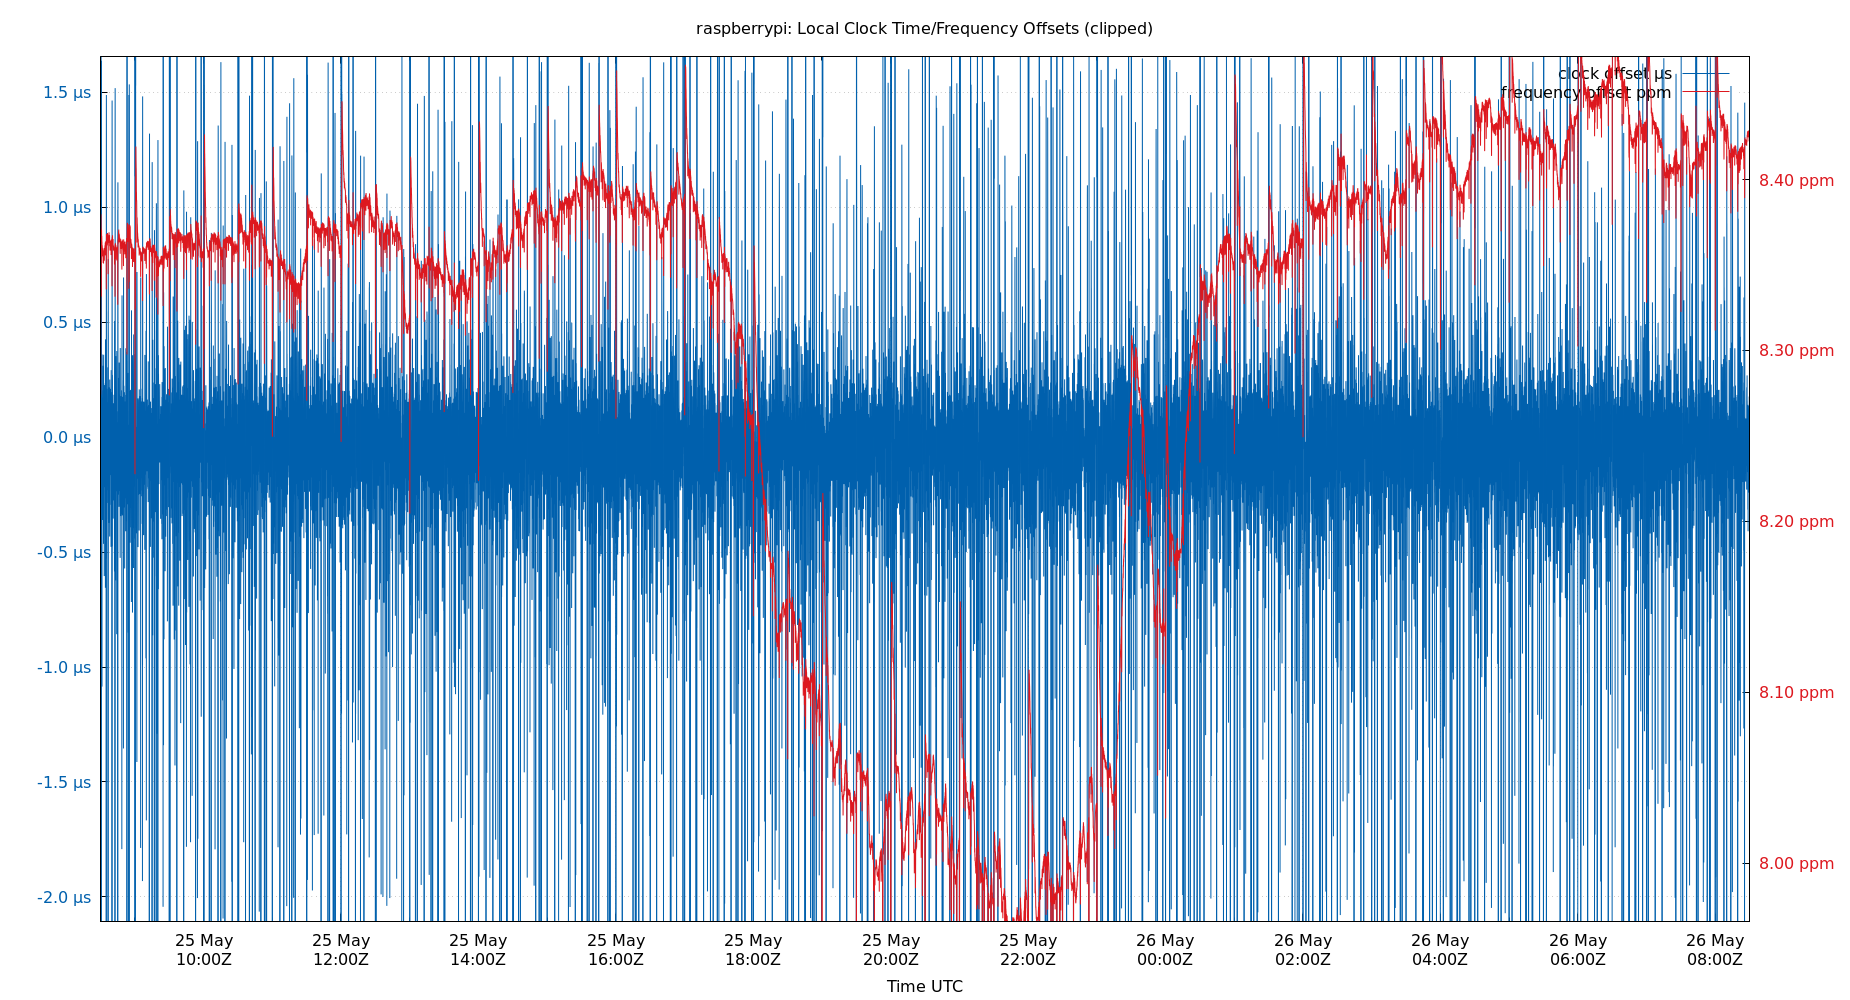 raspberrypi: Local Clock Time/Frequency Offsets (clipped)
clock offset µs
frequency offset ppm
1.5 µs
1.0 µs
0.5 µs
0.0 µs
-0.5 µs
-1.0 µs
-1.5 µs
-2.0 µs
8.40 ppm
8.30 ppm
8.20 ppm
8.10 ppm
8.00 ppm
25 May 25 May 25 May 25 May 25 May 25 May 25 May 26 May 26 May 26 May 26 May 26 May
10:00Z 12:00Z 14:00Z 16:00Z 18:00Z 20:00Z 22:00Z 00:00Z 02:00Z 04:00Z 06:00Z 08:00Z
Time UTC